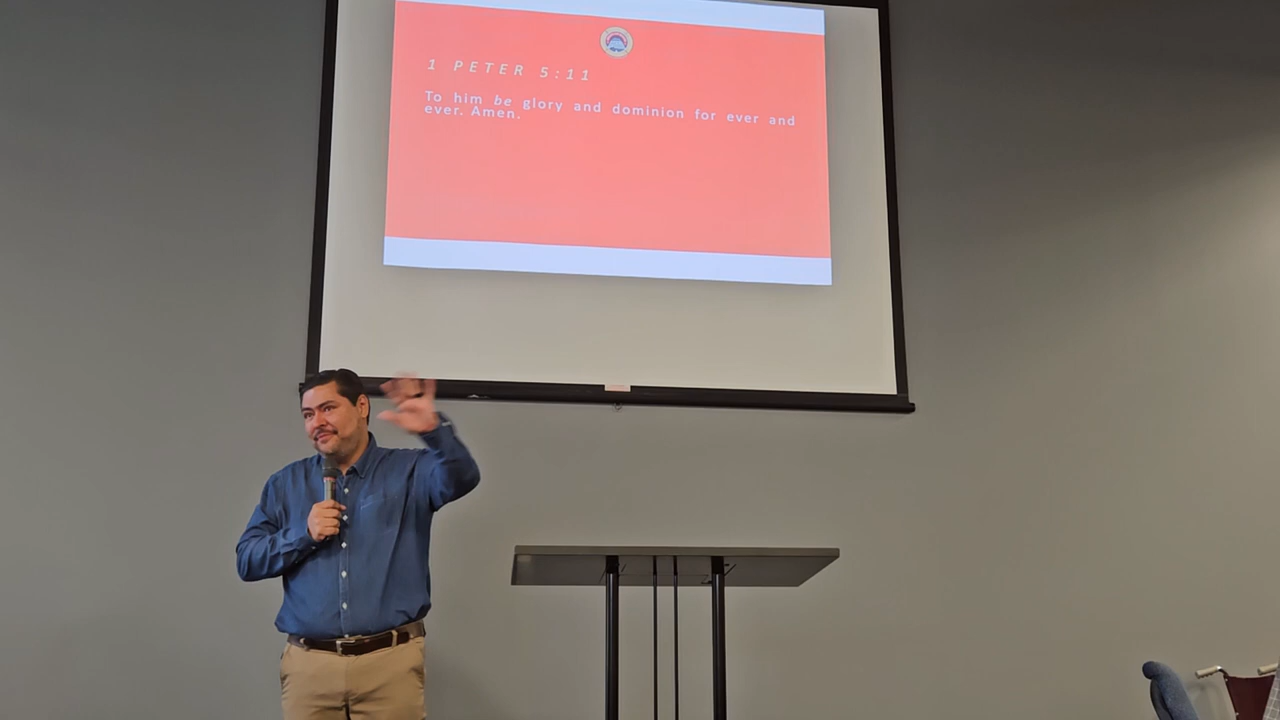 1 PETER 5:11
To him be glory and dominion for ever and
ever. Amen.